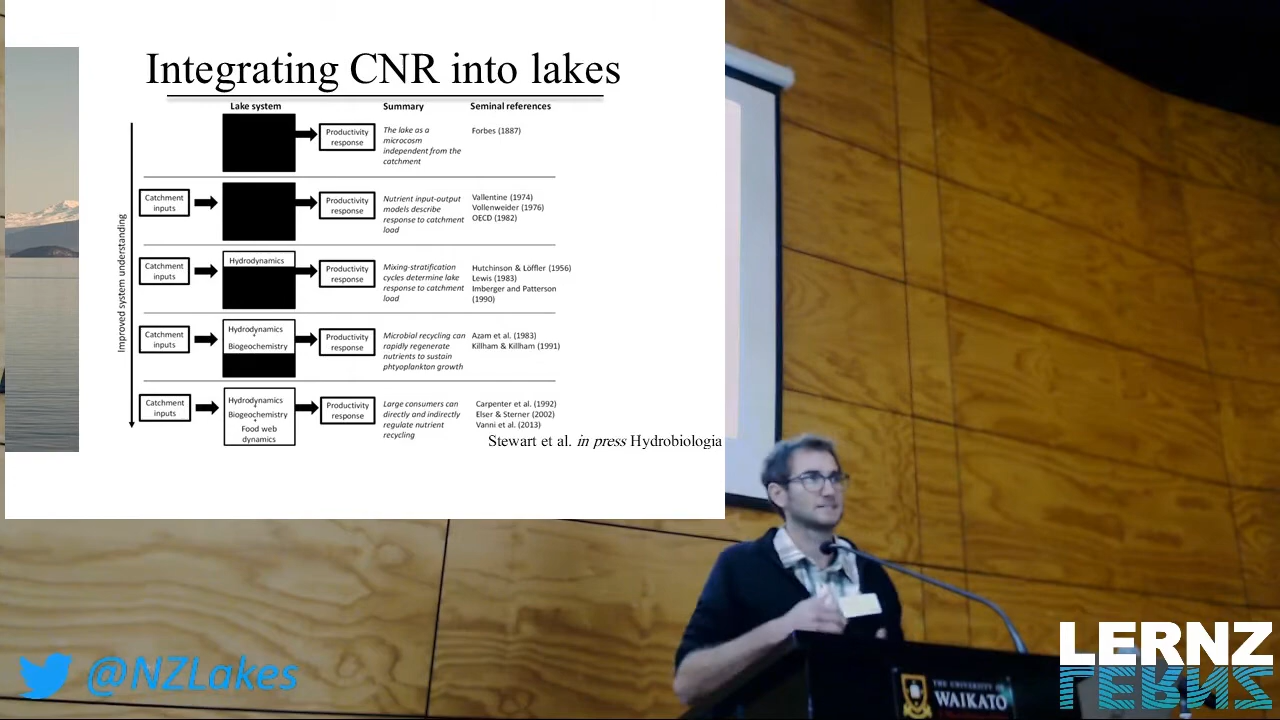 Integrating CNR into lakes
Lake system
Summary
Seminal references
Improved system understanding
Productivity
response
The lake as a
microcosm
independent from the
catchment
Forbes (1887)
Catchment
inputs
Productivity
response
Nutrient input-output
models describe
response to catchment
load
Vallentine (1974)
Vollenweider (1976)
OECD (1982)
Catchment
inputs
Hydrodynamics
Productivity
response
Mixing-stratification
cycles determine lake
response to catchment
load
Hutchinson & Löffler (1956)
Lewis (1983)
Imberger and Patterson
(1990)
Catchment
inputs
Hydrodynamics
+
Biogeochemistry
Productivity
response
Microbial recycling can
rapidly regenerate
nutrients to sustain
phtyoplankton growth
Azam et al. (1983)
Killham & Killham (1991)
Catchment
inputs
Hydrodynamics
+
Biogeochemistry
+
Food web
dynamics
Productivity
response
Large consumers can
directly and indirectly
regulate nutrient
recycling
Carpenter et al. (1992)
Elser & Sterner (2002)
Vanni et al. (2013)
Stewart et al. in press Hydrobiologia
@NZLakes
THE UNIVERSITY OF
WAIKATO
LERNZ